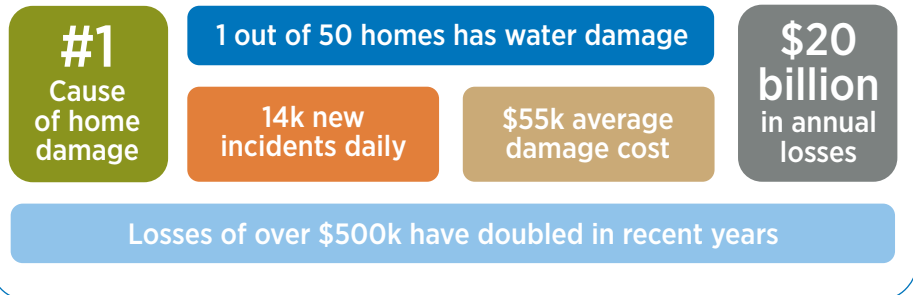 #1
Cause
of home
damage
1 out of 50 homes has water damage
14k new
incidents daily
$55k average
damage cost
$20
billion
in annual
losses
Losses of over $500k have doubled in recent years